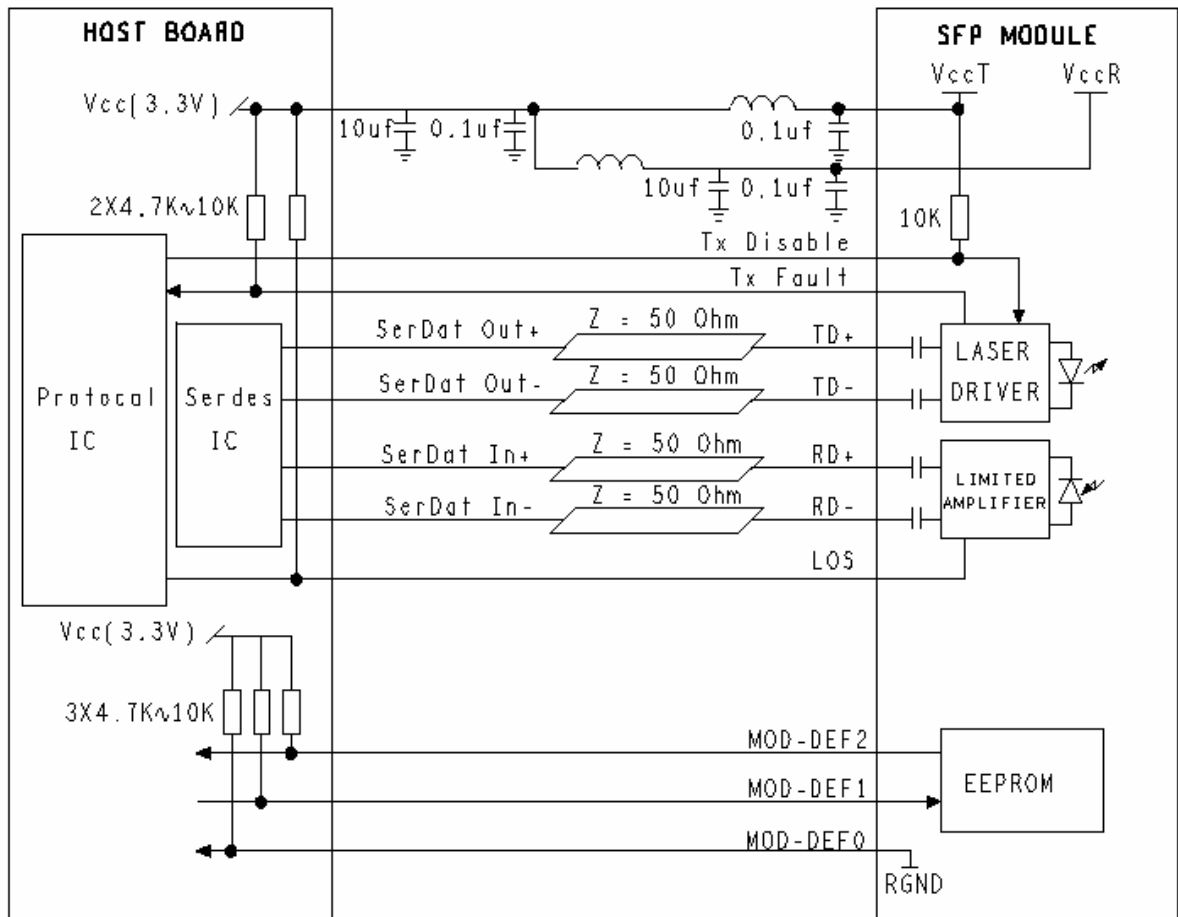 HOST BOARD
SFP MODULE
VccT
VccR
Vcc(3.3V)
10uf
0.1uf
0.1uf
10uf
0.1uf
2X4.7K~10K
10K
Tx Disable
Tx Fault
Protocal
IC
Serdes
IC
SerDat Out+
Z = 50 Ohm
TD+
SerDat Out-
Z = 50 Ohm
TD-
LASER
DRIVER
SerDat In+
Z = 50 Ohm
RD+
SerDat In-
Z = 50 Ohm
RD-
LIMITED
AMPLIFIER
LOS
Vcc(3.3V)
3X4.7K~10K
MOD-DEF2
MOD-DEF1
MOD-DEF0
EEPROM
RGND